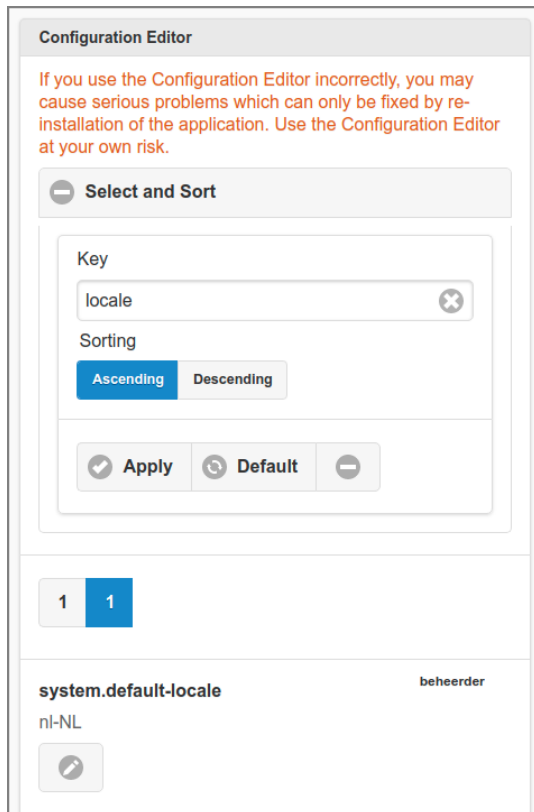 Configuration Editor
If you use the Configuration Editor incorrectly, you may
cause serious problems which can only be fixed by re-
installation of the application. Use the Configuration Editor
at your own risk.
Select and Sort
Key
locale
Sorting
Ascending Descending
Apply Default
1 1
system.default-locale beheerder
nl-NL